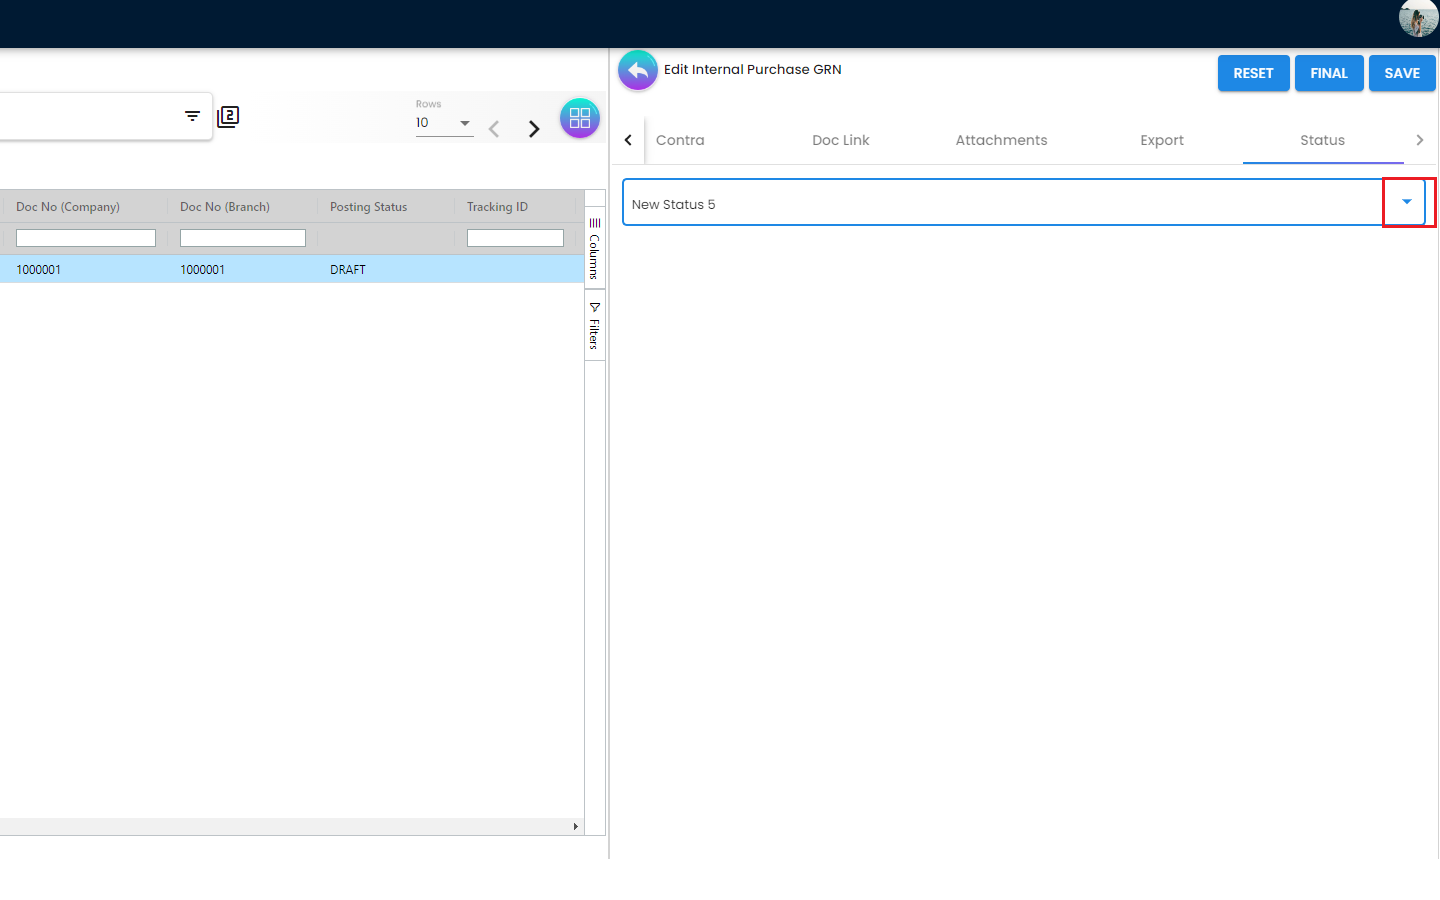 Edit Internal Purchase GRN
RESET FINAL SAVE
Rows
10
2
Contra Doc Link Attachments Export Status
New Status 5
Doc No (Company) Doc No (Branch) Posting Status Tracking ID
1000001 1000001 DRAFT
Columns
Filters